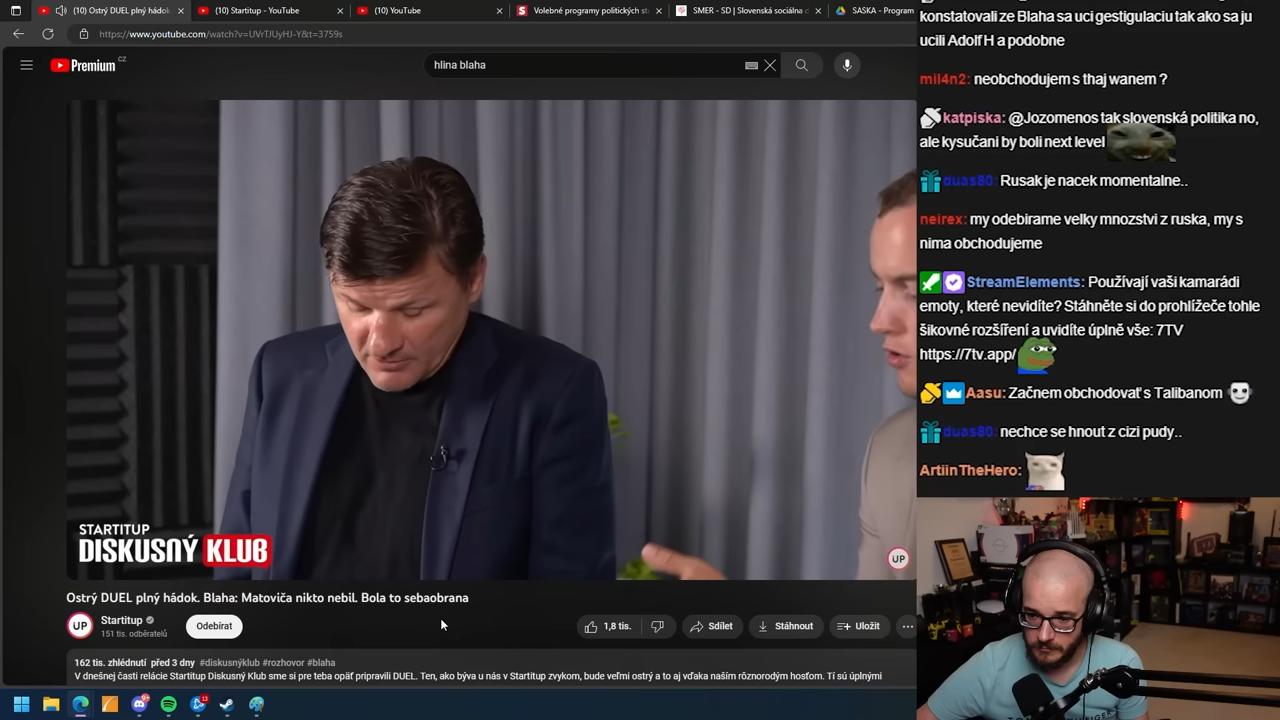 (10) Ostrý DUEL plný hádok
(10) Startitup - YouTube
(10) YouTube
Volebné programy politických st
SMER - SD | Slovenská sociálna d
SASKA - Program
https://www.youtube.com/watch?v=UVrTJUyHJ-Y&t=3759s
Premium CZ
hlina blaha
STARTITUP
DISKUSNÝ KLUB
UP
Ostrý DUEL plný hádok. Blaha: Matoviča nikto nebil. Bola to sebaobrana
UP
Startitup
151 tis. odběratelů
Odebírat
1,8 tis.
Sdílet
Stáhnout
Uložit
162 tis. zhlédnutí před 3 dny #diskusnýklub #rozhovor #blaha
V dnešnej časti relácie Startitup Diskusný Klub sme si pre teba opäť pripravili DUEL. Ten, ako býva u nás v Startitup zvykom, bude veľmi ostrý a to aj vďaka našim rôznorodým hosťom. Tí sú úplnými
konstatovali ze Blaha sa uci gestigulaciu tak ako sa ju
ucili Adolf H a podobne
mil4n2: neobchodujem s thaj wanem ?
katpiska: @Jozomenos tak slovenská politika no,
ale kysučani by boli next level
duas80: Rusak je nacek momentalne..
neirex: my odebirame velky mnozstvi z ruska, my s
nima obchodujeme
StreamElements: Používají vaši kamarádi
emoty, které nevidíte? Stáhněte si do prohlížeče tohle
šikovné rozšíření a uvidíte úplně vše: 7TV
https://7tv.app/
Aasu: Začnem obchodovať s Talibanom
duas80: nechce se hnout z cizi pudy..
ArtiinTheHero: